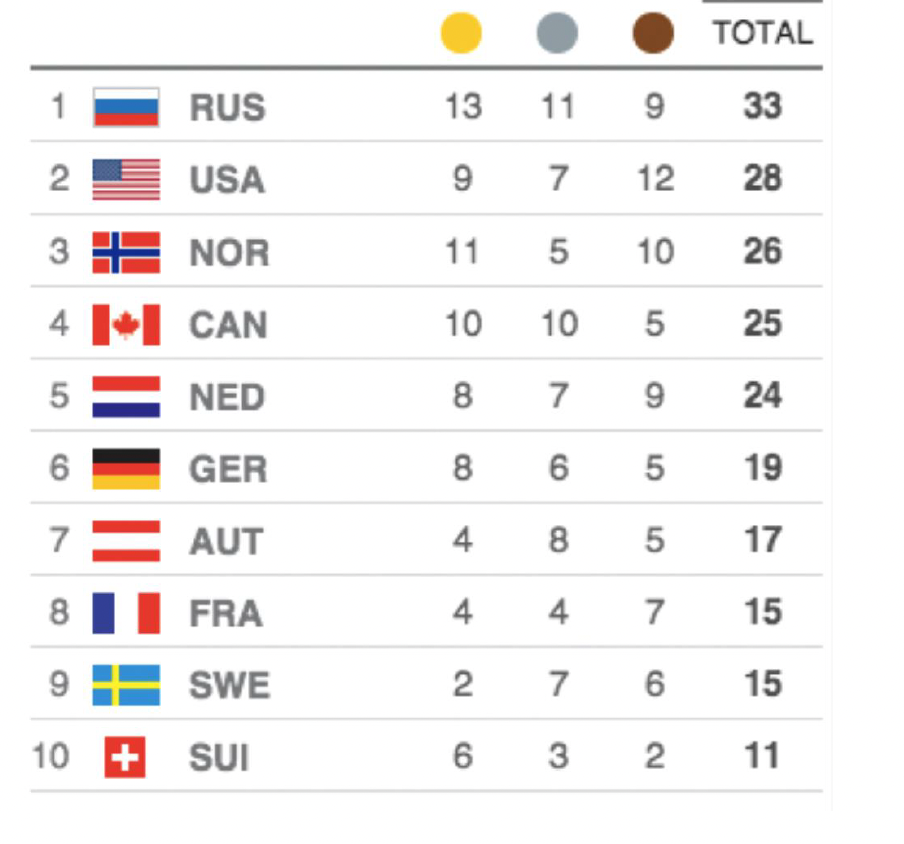 TOTAL
1 RUS 13 11 9 33
2 USA 9 7 12 28
3 NOR 11 5 10 26
4 CAN 10 10 5 25
5 NED 8 7 9 24
6 GER 8 6 5 19
7 AUT 4 8 5 17
8 FRA 4 4 7 15
9 SWE 2 7 6 15
10 SUI 6 3 2 11